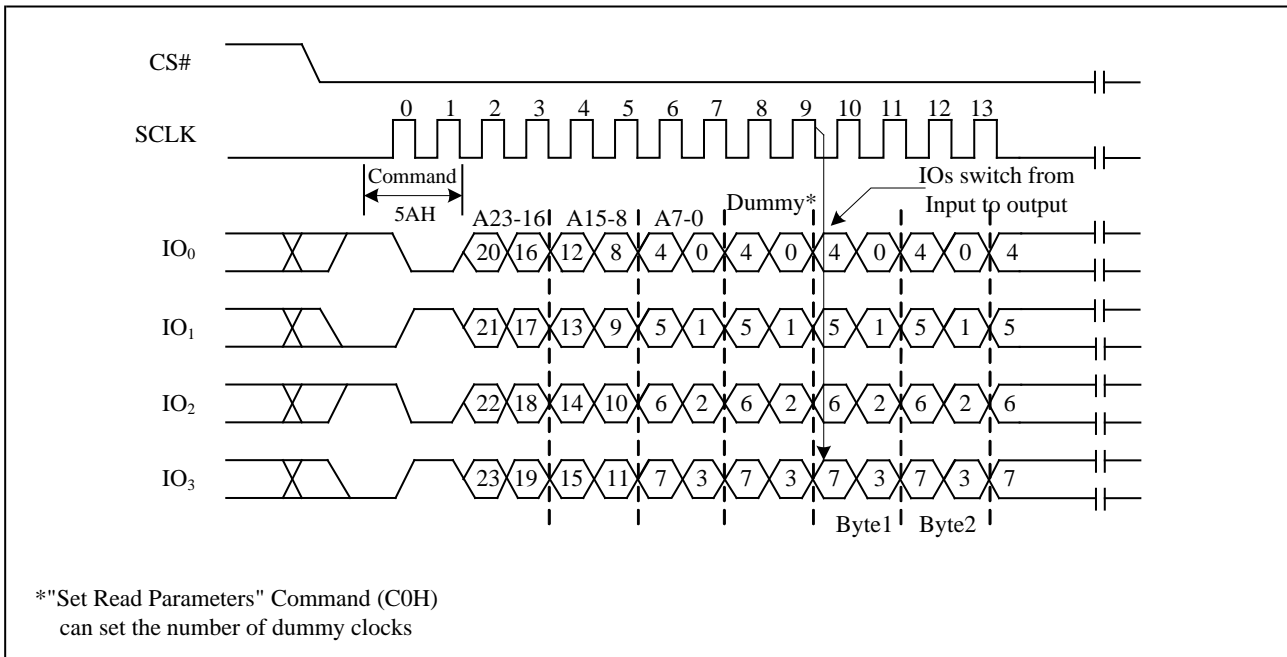 CS#
0 1 2 3 4 5 6 7 8 9 10 11 12 13
SCLK
Command
5AH
IOs switch from
Input to output
Dummy*
A23-16 A15-8 A7-0
IO0 20 16 12 8 4 0 4 0 4 0 4 0 4
IO1 21 17 13 9 5 1 5 1 5 1 5 1 5
IO2 22 18 14 10 6 2 6 2 6 2 6 2 6
IO3 23 19 15 11 7 3 7 3 7 3 7 3 7
Byte1 Byte2
*"Set Read Parameters" Command (C0H)
can set the number of dummy clocks